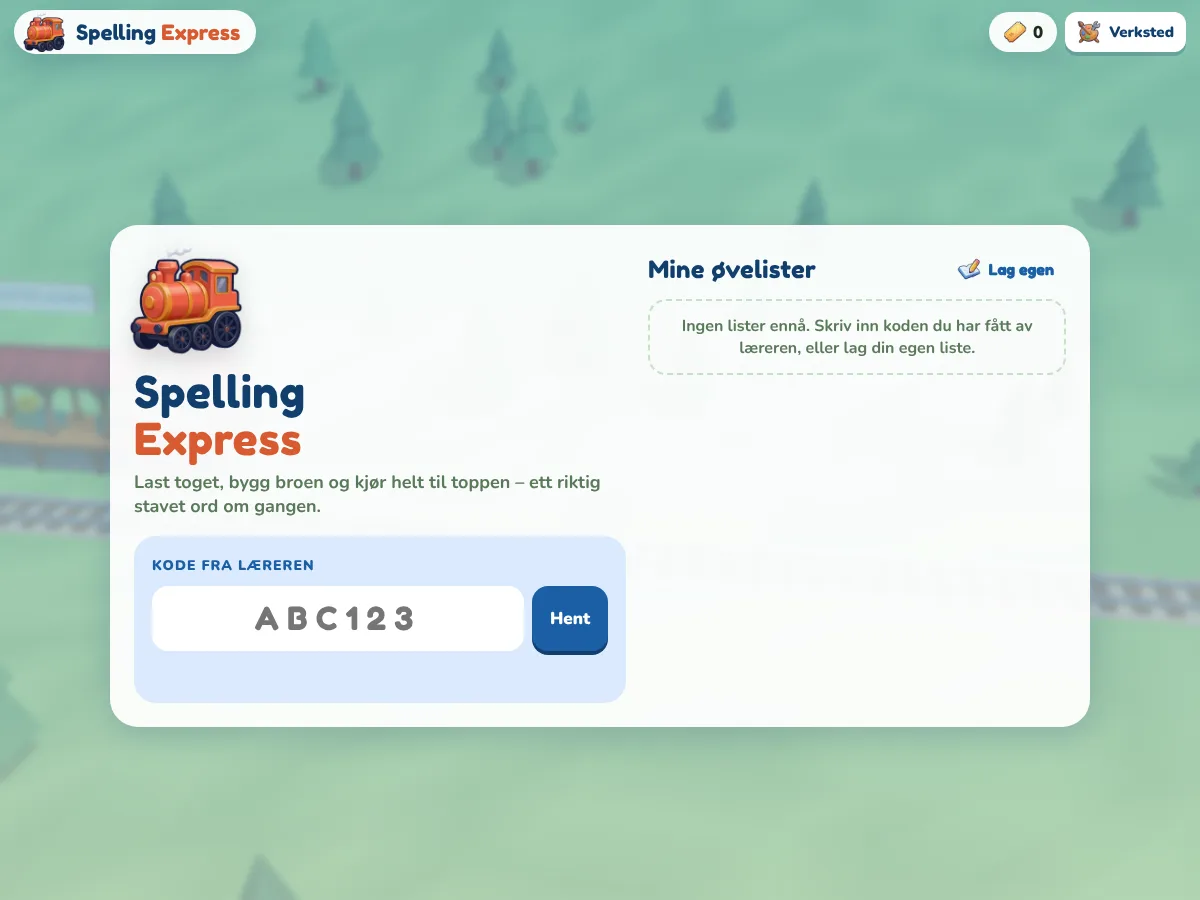 Spelling Express
0
Verksted
Spelling
Express
Last toget, bygg broen og kjør helt til toppen – ett riktig
stavet ord om gangen.
KODE FRA LÆREREN
ABC123
Hent
Mine øvelister
Lag egen
Ingen lister ennå. Skriv inn koden du har fått av
læreren, eller lag din egen liste.